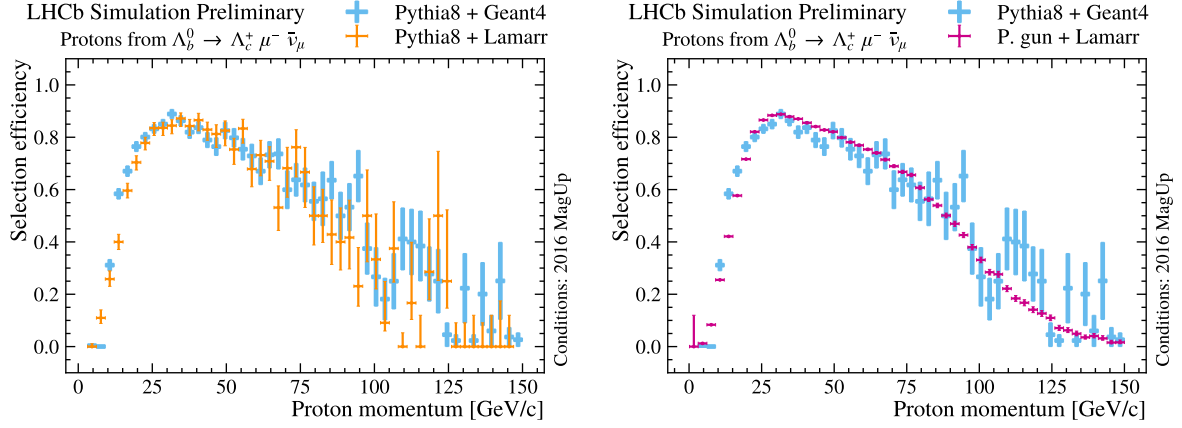 LHCb Simulation Preliminary
Protons from Λ_b^0 → Λ_c^+ μ^- ν̄_μ
Pythia8 + Geant4
Pythia8 + Lamarr
Selection efficiency
1.0
0.8
0.6
0.4
0.2
0.0
0
25
50
75
100
125
150
Proton momentum [GeV/c]
Conditions: 2016 MagUp
LHCb Simulation Preliminary
Protons from Λ_b^0 → Λ_c^+ μ^- ν̄_μ
Pythia8 + Geant4
P. gun + Lamarr
Selection efficiency
1.0
0.8
0.6
0.4
0.2
0.0
0
25
50
75
100
125
150
Proton momentum [GeV/c]
Conditions: 2016 MagUp